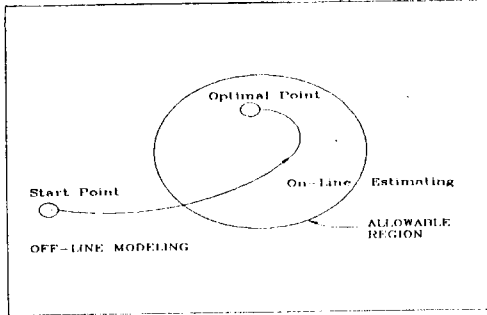 Optimal Point
Start Point
On-Line Estimating
ALLOWABLE
REGION
OFF-LINE MODELING